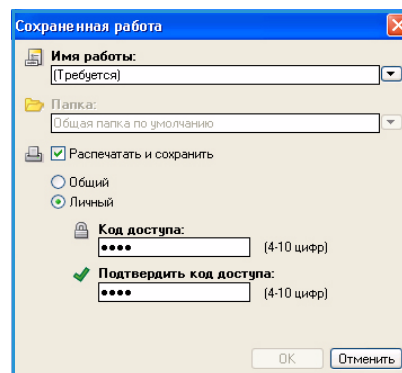 Сохраненная работа
Имя работы:
(Требуется)
Папка:
Общая папка по умолчанию
Распечатать и сохранить
Общий
Личный
Код доступа:
●●●● (4-10 цифр)
Подтвердить код доступа:
●●●● (4-10 цифр)
OK Отменить